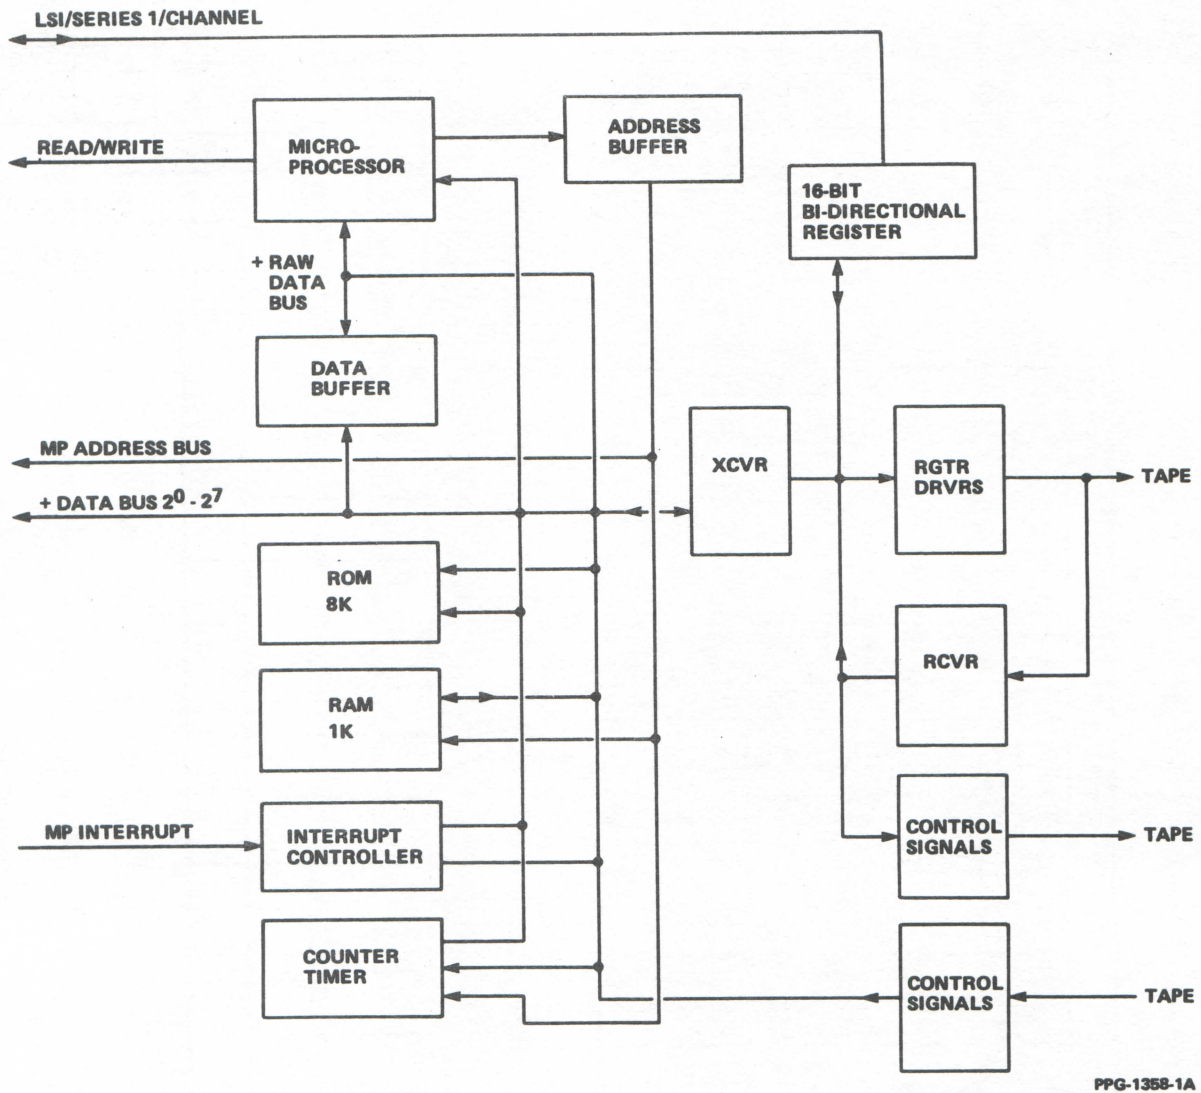 LSI/SERIES 1/CHANNEL
MICRO-
PROCESSOR
ADDRESS
BUFFER
READ/WRITE
16-BIT
BI-DIRECTIONAL
REGISTER
+ RAW
DATA
BUS
DATA
BUFFER
MP ADDRESS BUS
XCVR
RGTR
DRVRS
TAPE
+ DATA BUS 2⁰ - 2⁷
ROM
8K
RCVR
RAM
1K
MP INTERRUPT
INTERRUPT
CONTROLLER
CONTROL
SIGNALS
TAPE
COUNTER
TIMER
CONTROL
SIGNALS
TAPE
PPG-1358-1A